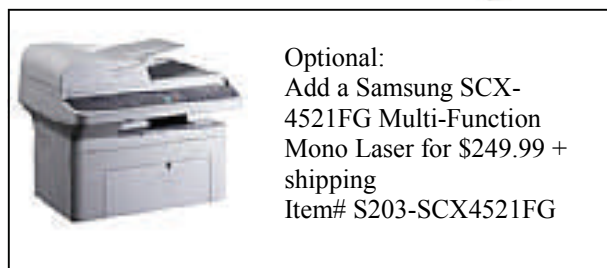 Optional:
Add a Samsung SCX-
4521FG Multi-Function
Mono Laser for $249.99 +
shipping
Item# S203-SCX4521FG